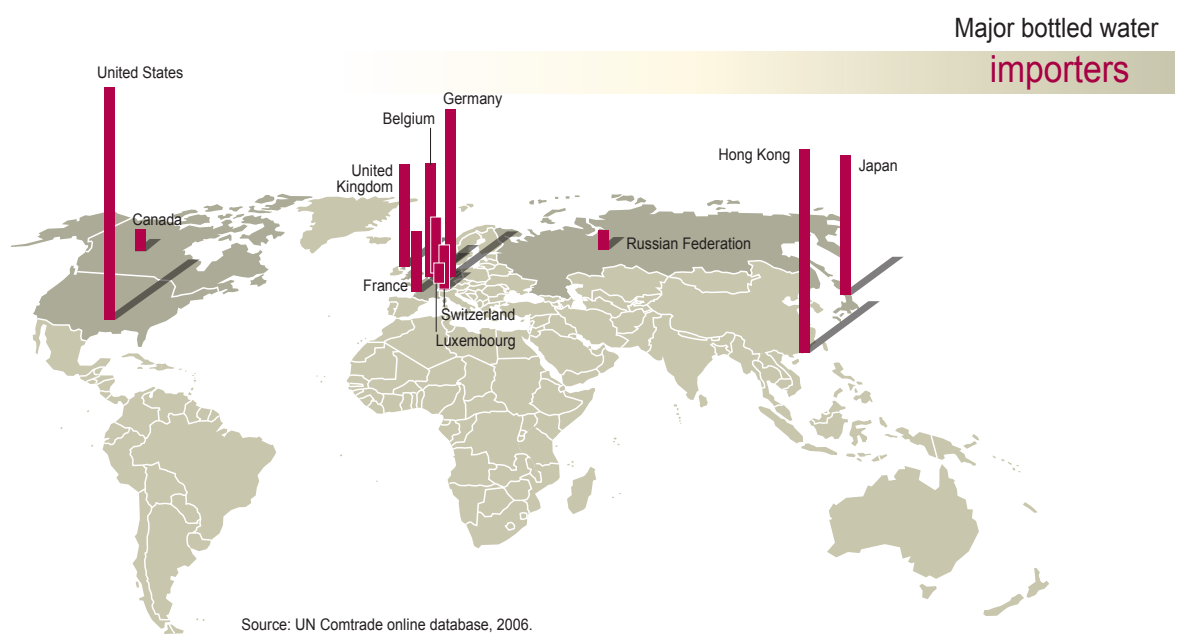 Major bottled water
importers
United States
Germany
Belgium
United
Kingdom
Hong Kong
Japan
Canada
Russian Federation
France
Switzerland
Luxembourg
Source: UN Comtrade online database, 2006.